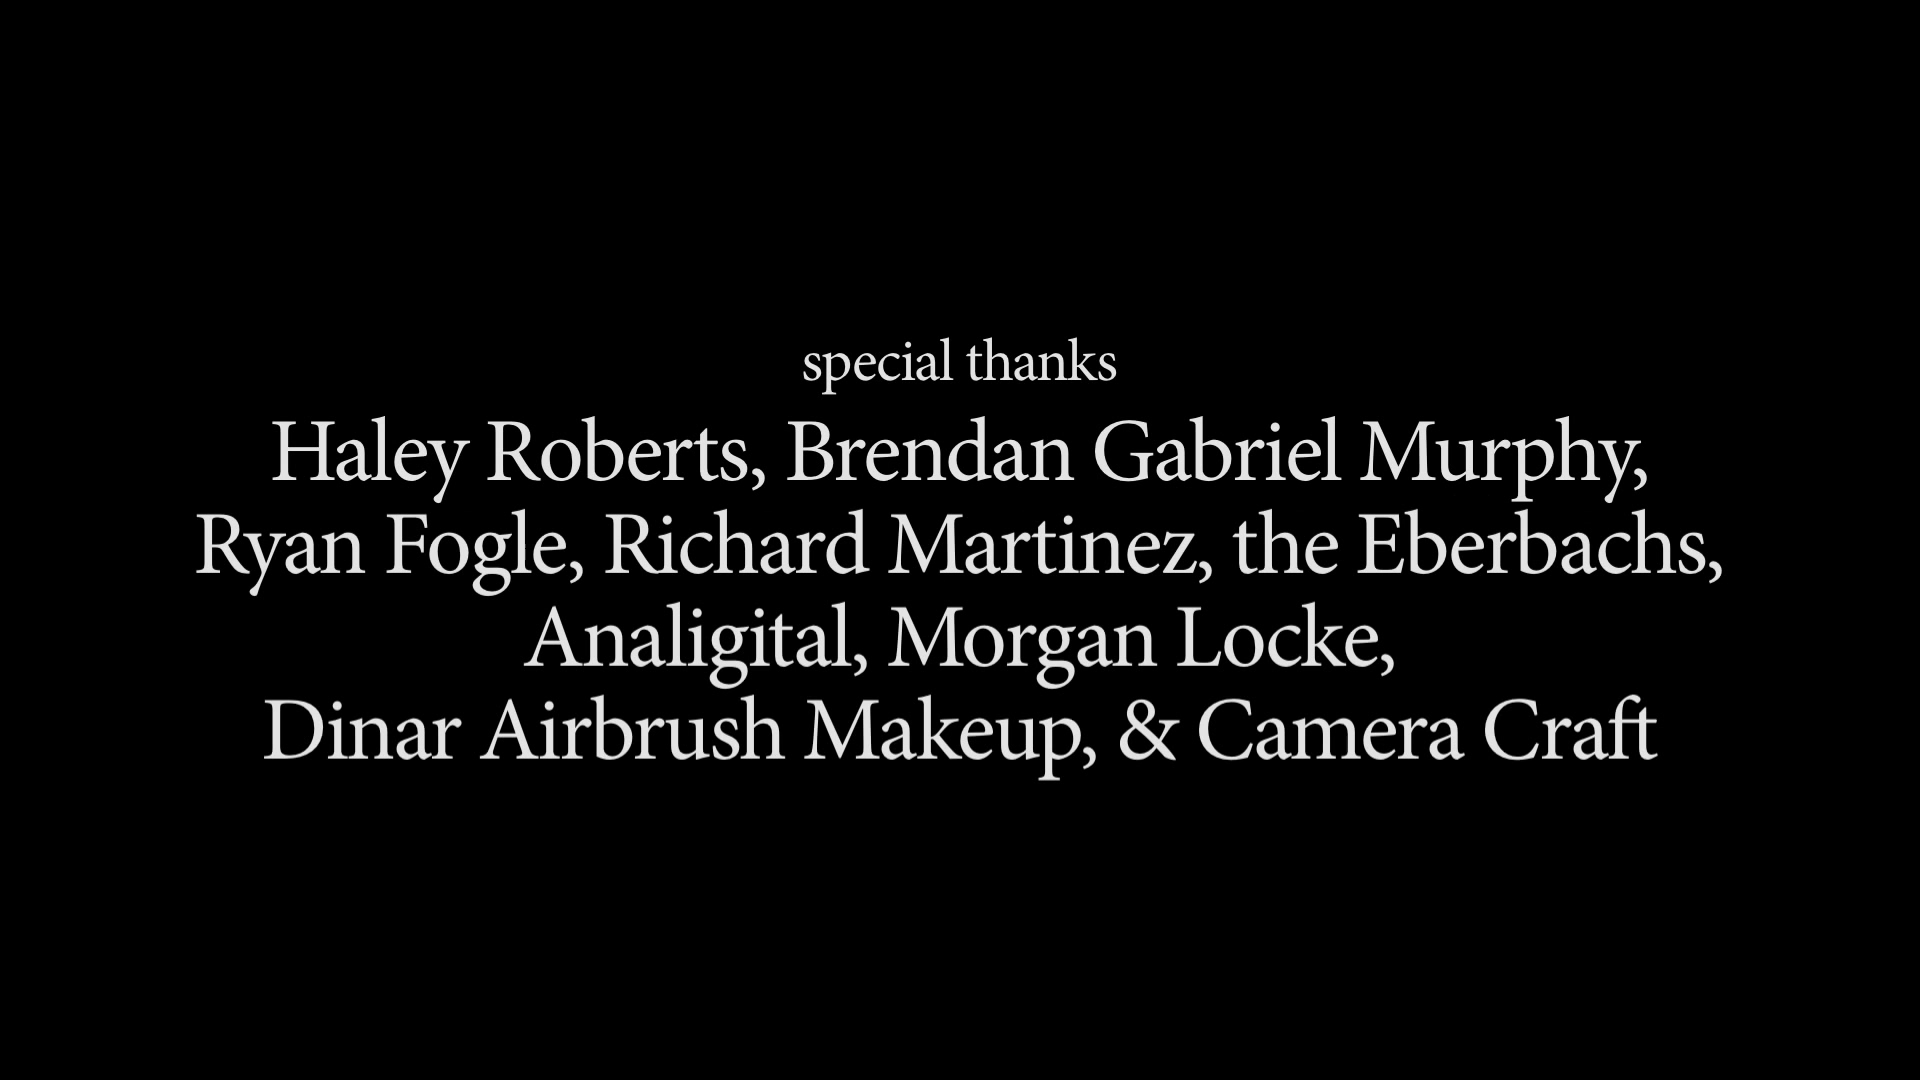 special thanks
Haley Roberts, Brendan Gabriel Murphy,
Ryan Fogle, Richard Martinez, the Eberbachs,
Analigital, Morgan Locke,
Dinar Airbrush Makeup, & Camera Craft